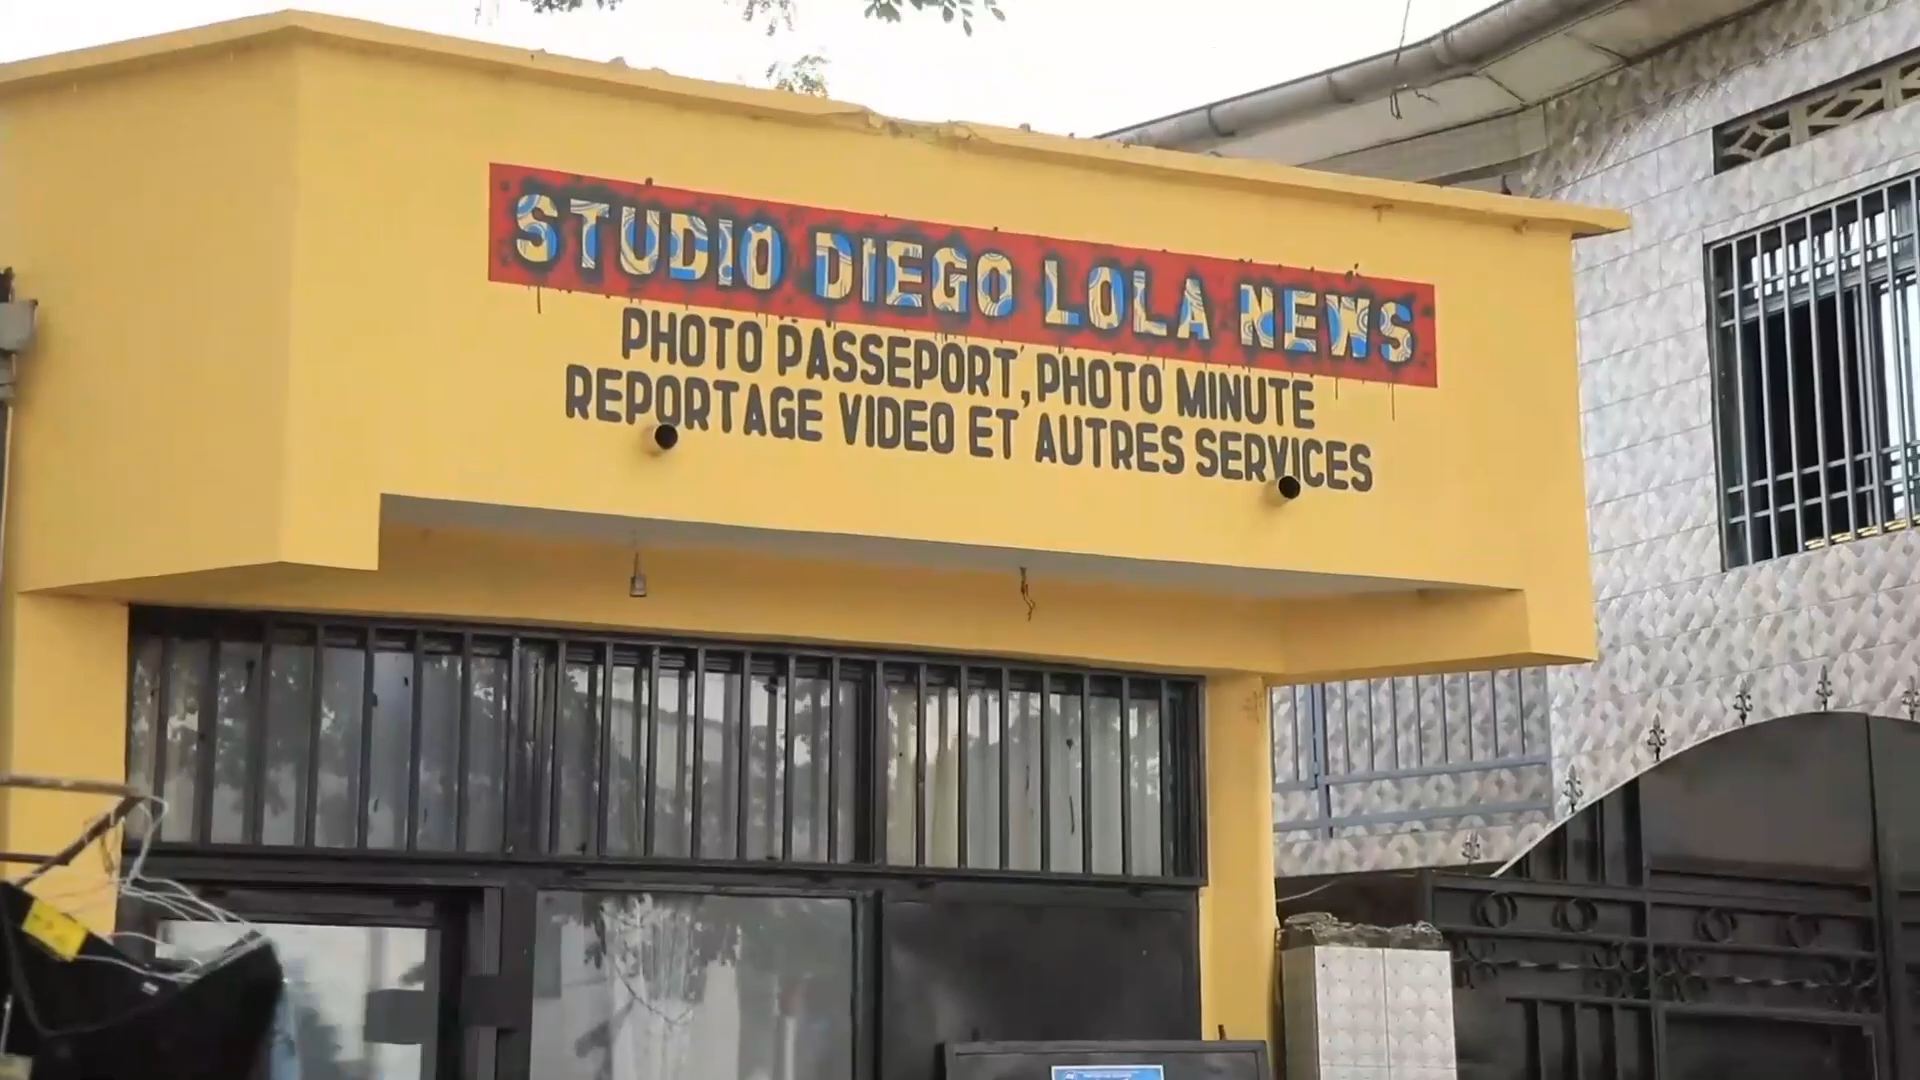 STUDIO DIEGO LOLA NEWS
PHOTO PASSEPORT, PHOTO MINUTE
REPORTAGE VIDEO ET AUTRES SERVICES